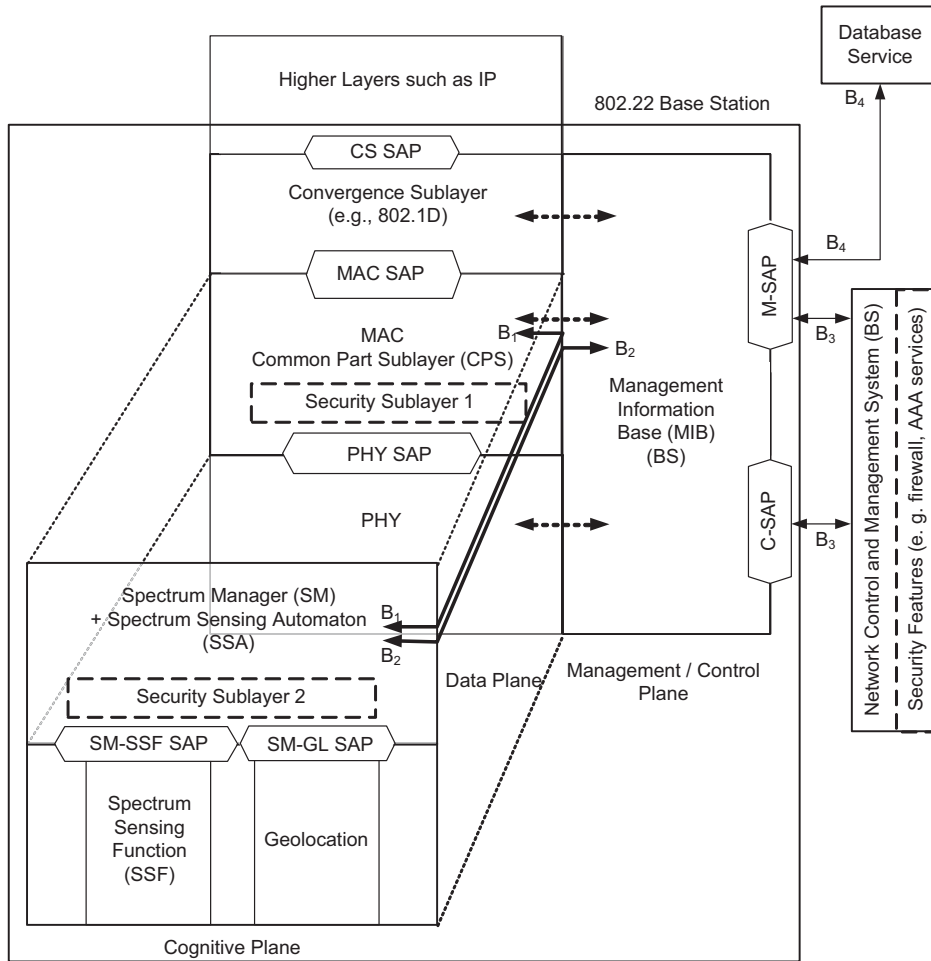 Database
Service
B4
Higher Layers such as IP
802.22 Base Station
CS SAP
Convergence Sublayer
(e.g., 802.1D)
B4
MAC SAP
M-SAP
B3
MAC
Common Part Sublayer (CPS)
B1
B2
Security Sublayer 1
Management
Information
Base (MIB)
(BS)
Network Control and Management System (BS)
Security Features (e. g. firewall, AAA services)
PHY SAP
PHY
C-SAP
B3
Spectrum Manager (SM)
+ Spectrum Sensing Automaton
(SSA)
B1
B2
Data Plane
Management / Control
Plane
Security Sublayer 2
SM-SSF SAP
SM-GL SAP
Spectrum
Sensing
Function
(SSF)
Geolocation
Cognitive Plane